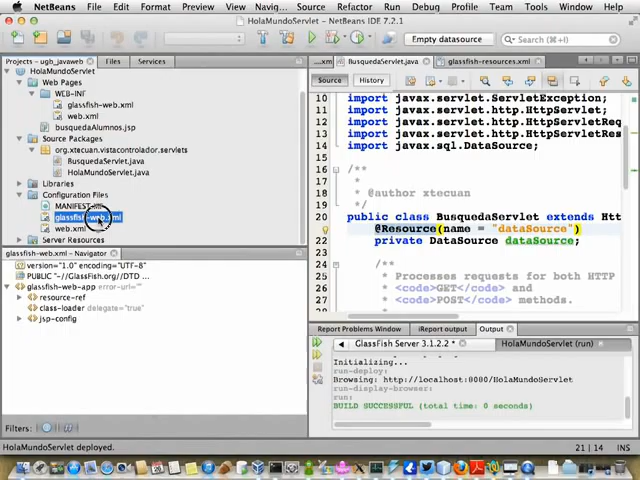 NetBeans File Edit View Navigate Source Refactor Run Debug Profile Team Tools Window Help
HolaMundoServlet - NetBeans IDE 7.2.1
Empty datasource
Search (⌘+I)
Projects - ugb_javaweb
Files
Services
HolaMundoServlet
Web Pages
WEB-INF
glassfish-web.xml
web.xml
busquedaAlumnos.jsp
Source Packages
org.xtecuan.vistacontrolador.servlets
BusquedaServlet.java
HolaMundoServlet.java
Libraries
Configuration Files
glassfish-web.xml
web.xml
Server Resources
...xml
BusquedaServlet.java
glassfish-resources.xml
Source
History
10 import javax.servlet.ServletException;
11 import javax.servlet.http.HttpServlet;
12 import javax.servlet.http.HttpServletReq
13 import javax.servlet.http.HttpServletRes
14 import javax.sql.DataSource;
15
16 /**
17 *
18 * @author xtecuan
19 */
20 public class BusquedaServlet extends Htt
@Resource(name = "dataSource")
22 private DataSource dataSource;
23
24 /**
25 * Processes requests for both HTTP
26 * <code>GET</code> and
27 * <code>POST</code> methods.
28 *
glassfish-web.xml - Navigator
version="1.0" encoding="UTF-8"
PUBLIC "-//GlassFish.org//DTD ...
glassfish-web-app error-url=""
resource-ref
class-loader delegate="true"
jsp-config
Filters:
Report Problems Window
iReport output
Output
GlassFish Server 3.1.2.2
HolaMundoServlet (run)
Initializing...
run-deploy:
Browsing: http://localhost:8080/HolaMundoServlet
run-display-browser:
run:
BUILD SUCCESSFUL (total time: 0 seconds)
HolaMundoServlet deployed.
21 | 14 INS